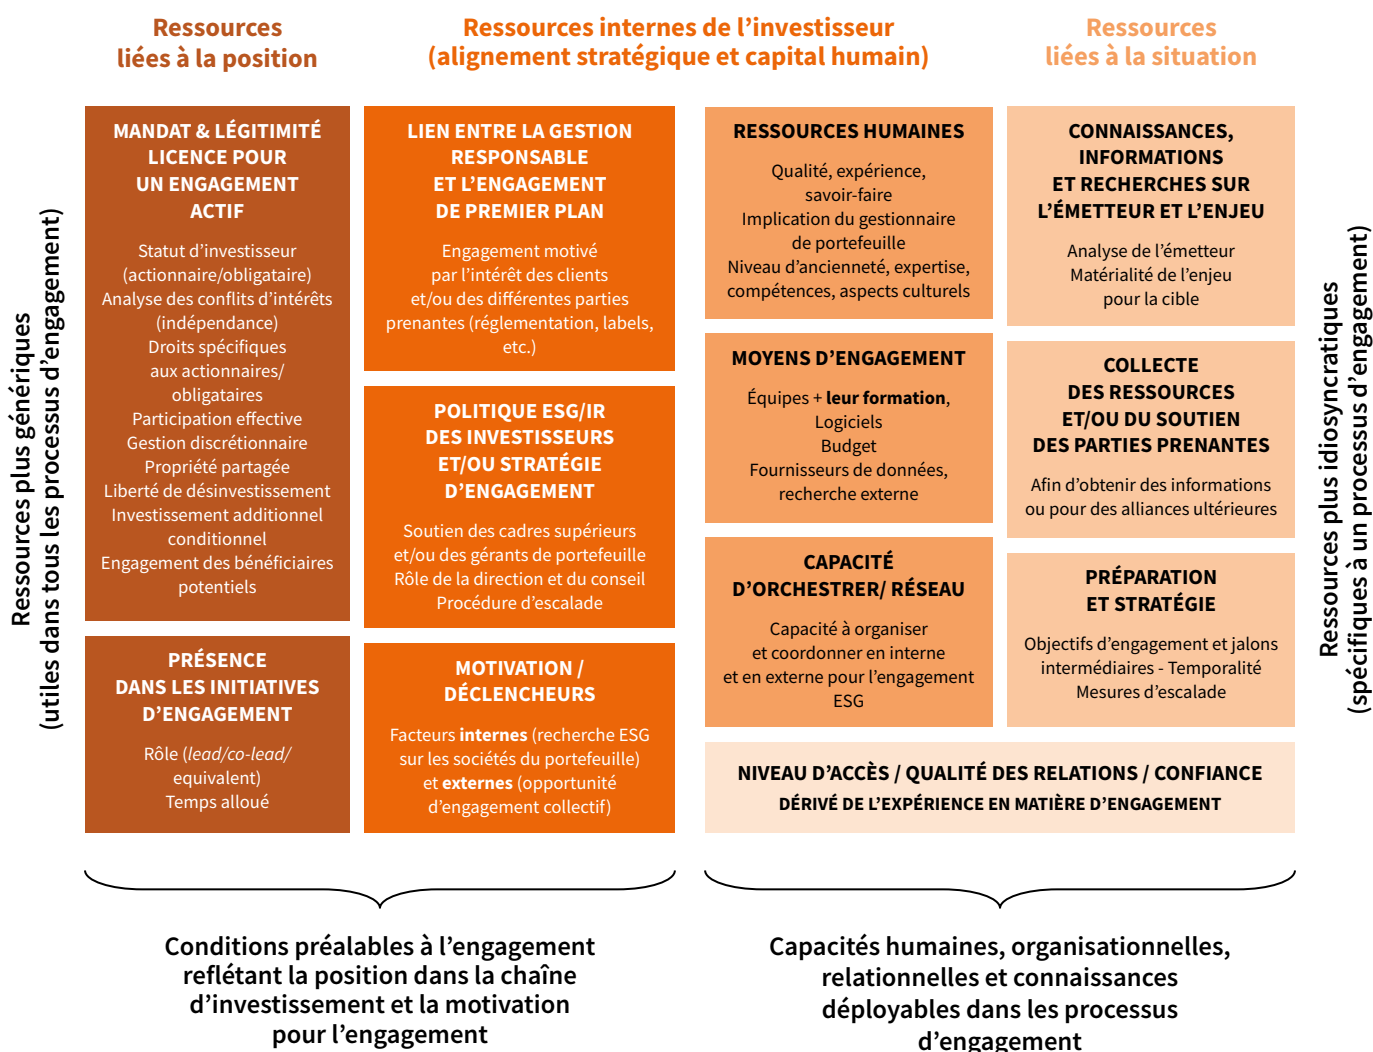 Ressources
liées à la position
Ressources internes de l’investisseur
(alignement stratégique et capital humain)
Ressources
liées à la situation
Ressources plus génériques
(utiles dans tous les processus d’engagement)
MANDAT & LÉGITIMITÉ
LICENCE POUR
UN ENGAGEMENT
ACTIF
Statut d’investisseur
(actionnaire/obligataire)
Analyse des conflits d’intérêts
(indépendance)
Droits spécifiques
aux actionnaires/
obligataires
Participation effective
Gestion discrétionnaire
Propriété partagée
Liberté de désinvestissement
Investissement additionnel
conditionnel
Engagement des bénéficiaires
potentiels
PRÉSENCE
DANS LES INITIATIVES
D’ENGAGEMENT
Rôle (lead/co-lead/
equivalent)
Temps alloué
LIEN ENTRE LA GESTION
RESPONSABLE
ET L’ENGAGEMENT
DE PREMIER PLAN
Engagement motivé
par l’intérêt des clients
et/ou des différentes parties
prenantes (réglementation, labels,
etc.)
POLITIQUE ESG/IR
DES INVESTISSEURS
ET/OU STRATÉGIE
D’ENGAGEMENT
Soutien des cadres supérieurs
et/ou des gérants de portefeuille
Rôle de la direction et du conseil
Procédure d’escalade
MOTIVATION /
DÉCLENCHEURS
Facteurs internes (recherche ESG
sur les sociétés du portefeuille)
et externes (opportunité
d’engagement collectif)
RESSOURCES HUMAINES
Qualité, expérience,
savoir-faire
Implication du gestionnaire
de portefeuille
Niveau d’ancienneté, expertise,
compétences, aspects culturels
MOYENS D’ENGAGEMENT
Équipes + leur formation,
Logiciels
Budget
Fournisseurs de données,
recherche externe
CAPACITÉ
D’ORCHESTRER/ RÉSEAU
Capacité à organiser
et coordonner en interne
et en externe pour l’engagement
ESG
CONNAISSANCES,
INFORMATIONS
ET RECHERCHES SUR
L’ÉMETTEUR ET L’ENJEU
Analyse de l’émetteur
Matérialité de l’enjeu
pour la cible
COLLECTE
DES RESSOURCES
ET/OU DU SOUTIEN
DES PARTIES PRENANTES
Afin d’obtenir des informations
ou pour des alliances ultérieures
PRÉPARATION
ET STRATÉGIE
Objectifs d’engagement et jalons
intermédiaires - Temporalité
Mesures d’escalade
NIVEAU D’ACCÈS / QUALITÉ DES RELATIONS / CONFIANCE
DÉRIVÉ DE L’EXPÉRIENCE EN MATIÈRE D’ENGAGEMENT
Ressources plus idiosyncratiques
(spécifiques à un processus d’engagement)
Conditions préalables à l’engagement
reflétant la position dans la chaîne
d’investissement et la motivation
pour l’engagement
Capacités humaines, organisationnelles,
relationnelles et connaissances
déployables dans les processus
d’engagement